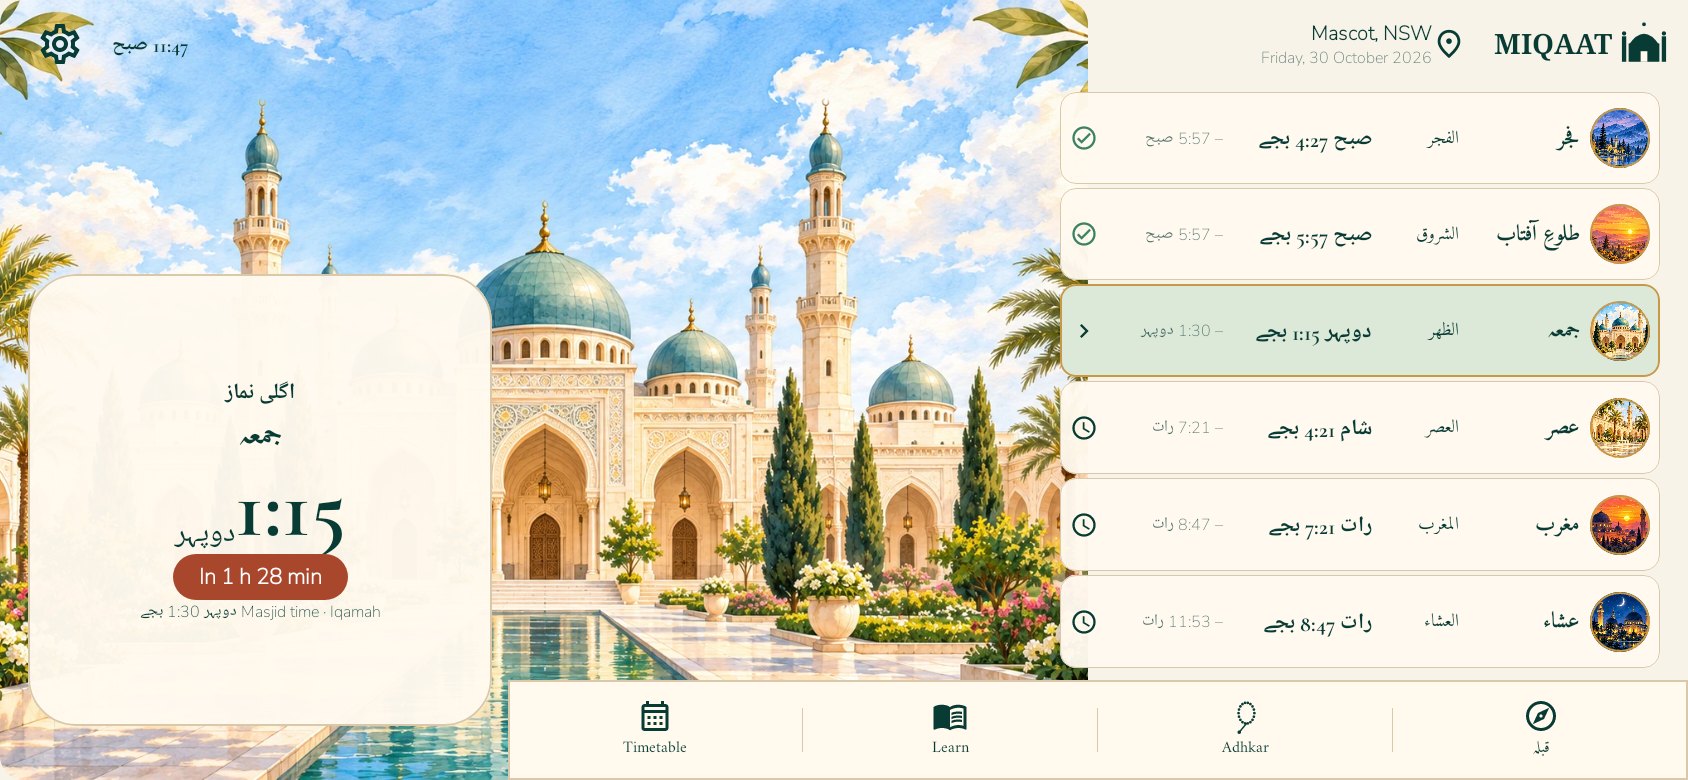 MIQAAT
Mascot, NSW
Friday, 30 October 2026
11:47 صبح
فجر الفجر صبح 4:27 بجے – 5:57 صبح
طلوعِ آفتاب الشروق صبح 5:57 بجے – 5:57 صبح
جمعہ الظهر دوپہر 1:15 بجے – 1:30 دوپہر
عصر العصر شام 4:21 بجے – 7:21 رات
مغرب المغرب رات 7:21 بجے – 8:47 رات
عشاء العشاء رات 8:47 بجے – 11:53 رات
اگلی نماز
جمعہ
1:15 دوپہر
In 1 h 28 min
Masjid time · Iqamah دوپہر 1:30 بجے
Timetable
Learn
Adhkar
قبلہ